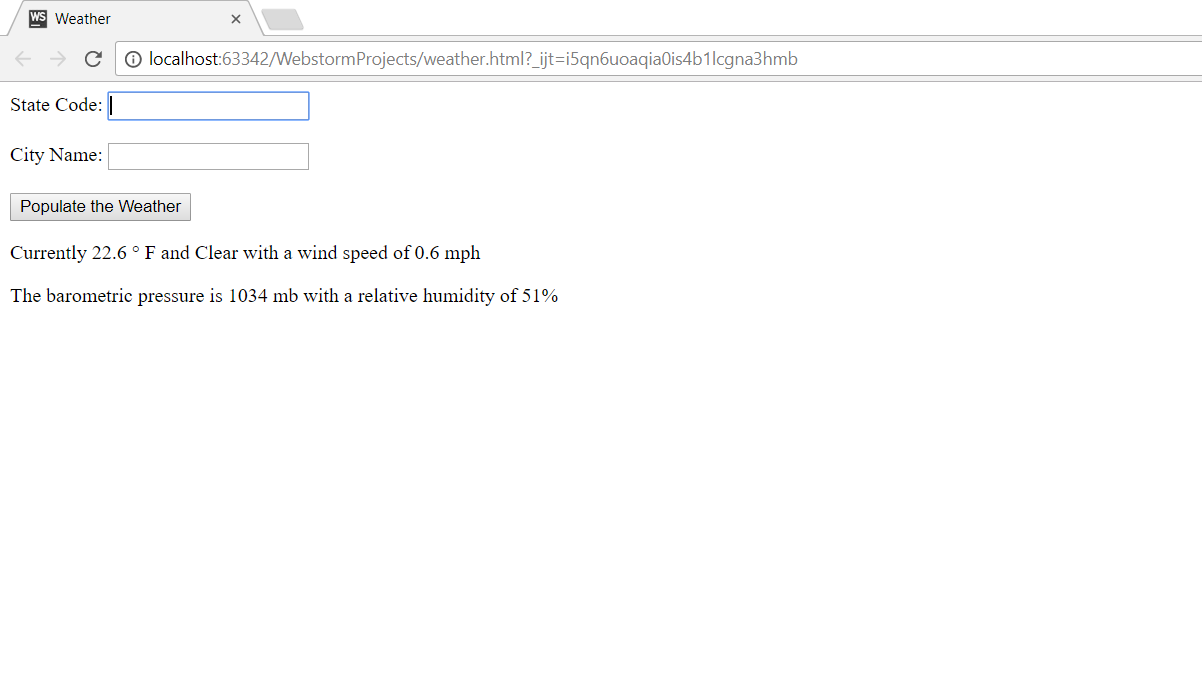 WS Weather
localhost:63342/WebstormProjects/weather.html?_ijt=i5qn6uoaqia0is4b1lcgna3hmb
State Code:
City Name:
Populate the Weather
Currently 22.6 ° F and Clear with a wind speed of 0.6 mph
The barometric pressure is 1034 mb with a relative humidity of 51%